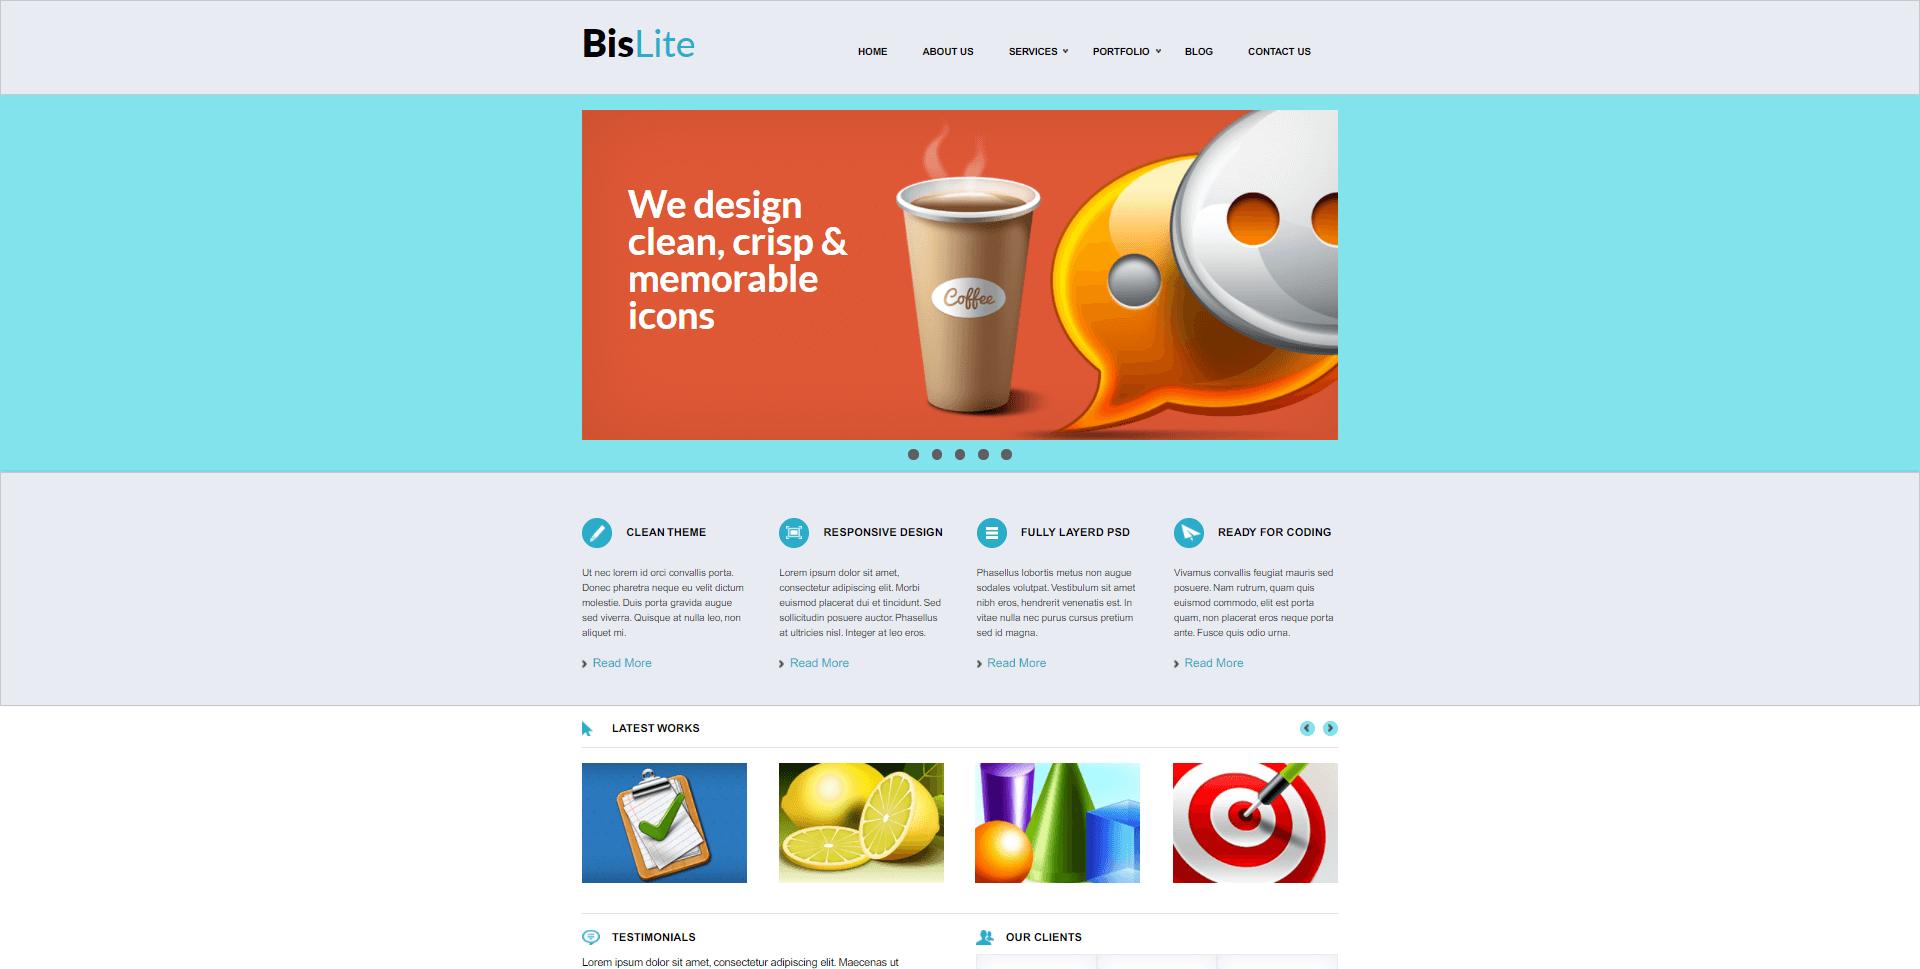 BisLite
HOME ABOUT US SERVICES PORTFOLIO BLOG CONTACT US
We design
clean, crisp &
memorable
icons
Coffee
CLEAN THEME
Ut nec lorem id orci convallis porta.
Donec pharetra neque eu velit dictum
molestie. Duis porta gravida augue
sed viverra. Quisque at nulla leo, non
aliquet mi.
Read More
RESPONSIVE DESIGN
Lorem ipsum dolor sit amet,
consectetur adipiscing elit. Morbi
euismod placerat dui et tincidunt. Sed
sollicitudin posuere auctor. Phasellus
at ultricies nisl. Integer at leo eros.
Read More
FULLY LAYERD PSD
Phasellus lobortis metus non augue
sodales volutpat. Vestibulum sit amet
nibh eros, hendrerit venenatis est. In
vitae nulla nec purus cursus pretium
sed id magna.
Read More
READY FOR CODING
Vivamus convallis feugiat mauris sed
posuere. Nam rutrum, quam quis
euismod commodo, elit est porta
quam, non placerat eros neque porta
ante. Fusce quis odio urna.
Read More
LATEST WORKS
TESTIMONIALS
Lorem ipsum dolor sit amet, consectetur adipiscing elit. Maecenas ut
OUR CLIENTS